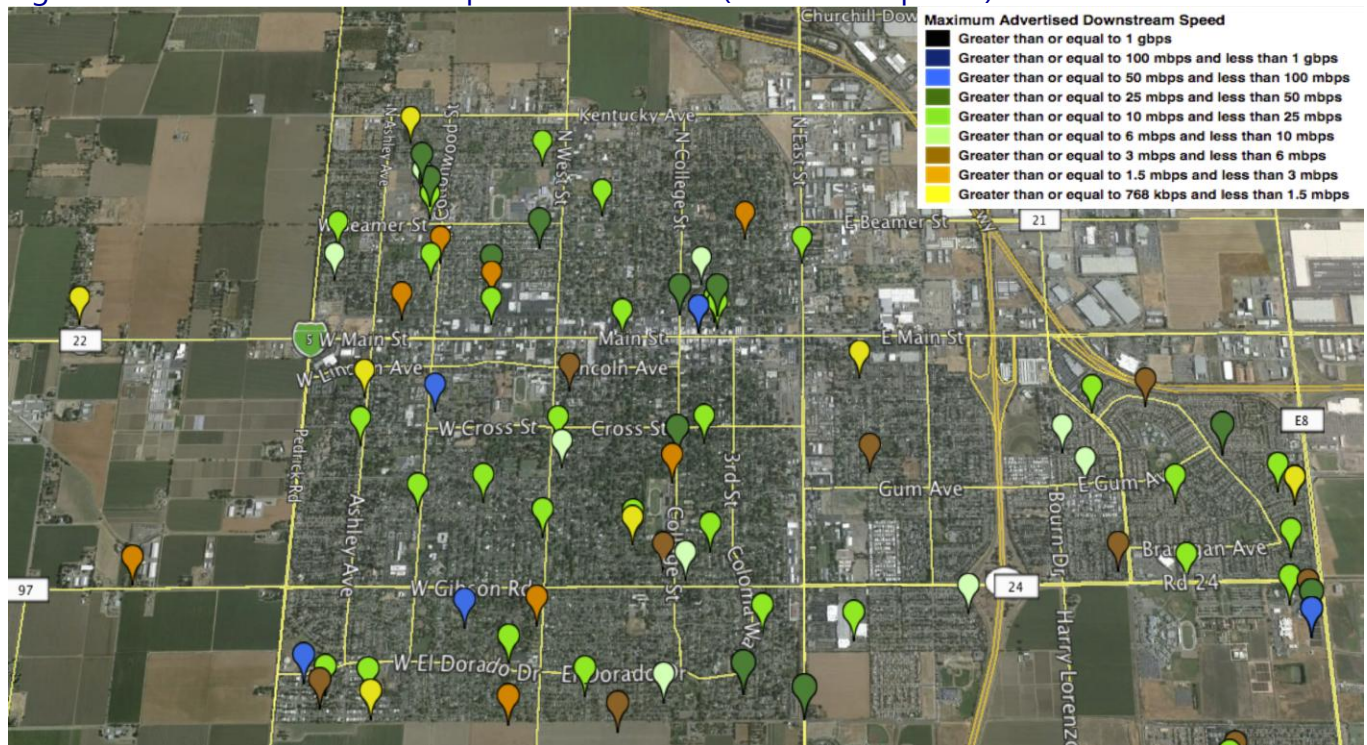 Churchill Dow
Maximum Advertised Downstream Speed
Greater than or equal to 1 gbps
Greater than or equal to 100 mbps and less than 1 gbps
Greater than or equal to 50 mbps and less than 100 mbps
Greater than or equal to 25 mbps and less than 50 mbps
Greater than or equal to 10 mbps and less than 25 mbps
Greater than or equal to 6 mbps and less than 10 mbps
Greater than or equal to 3 mbps and less than 6 mbps
Greater than or equal to 1.5 mbps and less than 3 mbps
Greater than or equal to 768 kbps and less than 1.5 mbps
Kentucky Ave
N Ashley Ave
N West St
N College St
N East St
E Beamer St
21
22
5
W Main St
Main St
E Main St
ncoln Ave
E8
W Cross St
Cross St
Pedrick Rd
Ashley Ave
3rd St
Gum Ave
E Gum Av
Bourn Dr
97
W Gibson Rd
College St
Coloma Wa
24
Rd 24
Harry Lorenzo
W El Dorado Dr